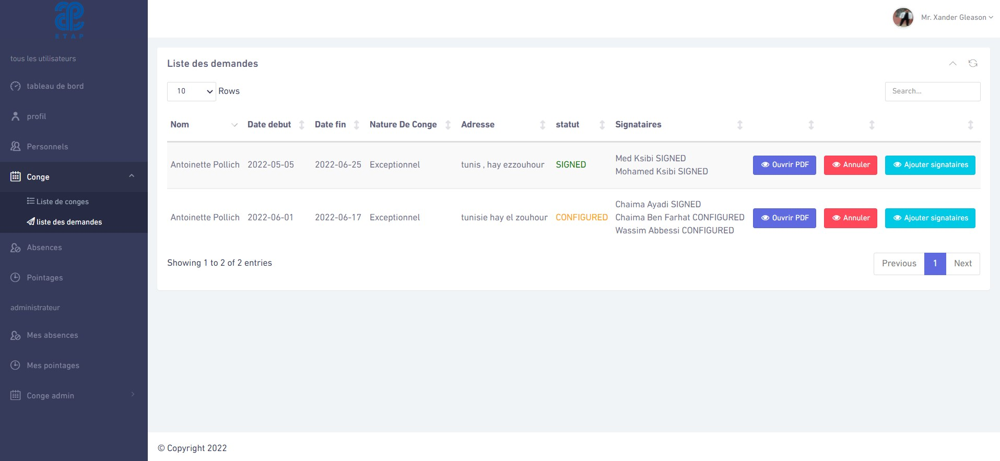 ETAP
Mr. Xander Gleason
tous les utilisateurs
tableau de bord
profil
Personnels
Conge
Liste de conges
liste des demandes
Absences
Pointages
administrateur
Mes absences
Mes pointages
Conge admin
Liste des demandes
10 Rows
Search...
Nom Date debut Date fin Nature De Conge Adresse statut Signataires
Antoinette Pollich 2022-05-05 2022-06-25 Exceptionnel tunis , hay ezzouhour SIGNED Med Ksibi SIGNED
Mohamed Ksibi SIGNED
Ouvrir PDF Annuler Ajouter signataires
Antoinette Pollich 2022-06-01 2022-06-17 Exceptionnel tunisie hay el zouhour CONFIGURED Chaima Ayadi SIGNED
Chaima Ben Farhat CONFIGURED
Wassim Abbessi CONFIGURED
Ouvrir PDF Annuler Ajouter signataires
Showing 1 to 2 of 2 entries
Previous 1 Next
© Copyright 2022